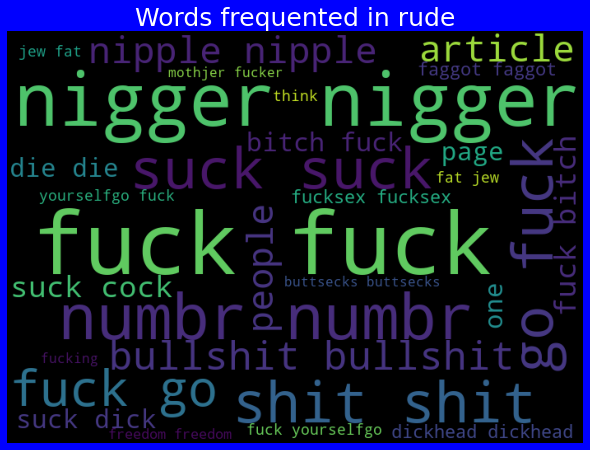 Words frequented in rude
jew fat
nipple nipple
article
mothjer fucker
faggot faggot
nigger nigger
think
bitch fuck
page
die die
suck suck
fat jew
go fuck
fuck bitch
yourselfgo fuck
fucksex fucksex
fuck fuck
people
suck cock
buttsecks buttsecks
one
numbr numbr
fucking
bullshit bullshit
fuck go
shit shit
suck dick
freedom freedom
fuck yourselfgo
dickhead dickhead